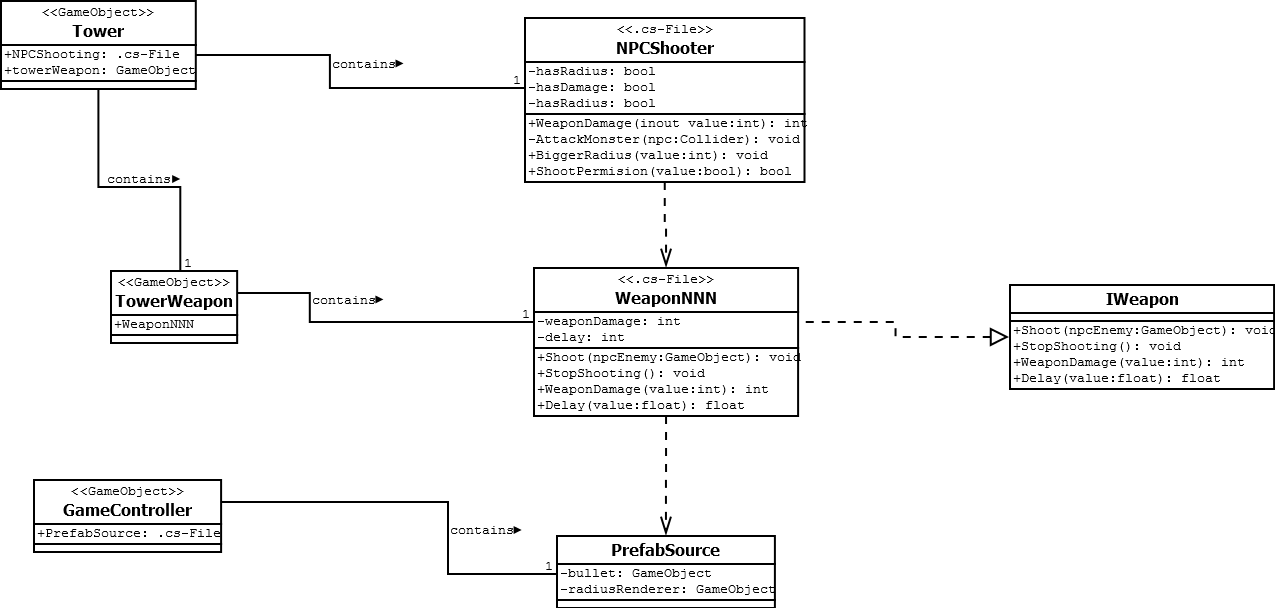 <<GameObject>>
Tower
+NPCShooting: .cs-File
+towerWeapon: GameObject
contains▶
1
<<.cs-File>>
NPCShooter
-hasRadius: bool
-hasDamage: bool
-hasRadius: bool
+WeaponDamage(inout value:int): int
-AttackMonster(npc:Collider): void
+BiggerRadius(value:int): void
+ShootPermision(value:bool): bool
contains▶
1
<<GameObject>>
TowerWeapon
+WeaponNNN
contains▶
1
<<.cs-File>>
WeaponNNN
-weaponDamage: int
-delay: int
+Shoot(npcEnemy:GameObject): void
+StopShooting(): void
+WeaponDamage(value:int): int
+Delay(value:float): float
IWeapon
+Shoot(npcEnemy:GameObject): void
+StopShooting(): void
+WeaponDamage(value:int): int
+Delay(value:float): float
<<GameObject>>
GameController
+PrefabSource: .cs-File
contains▶
1
PrefabSource
-bullet: GameObject
-radiusRenderer: GameObject